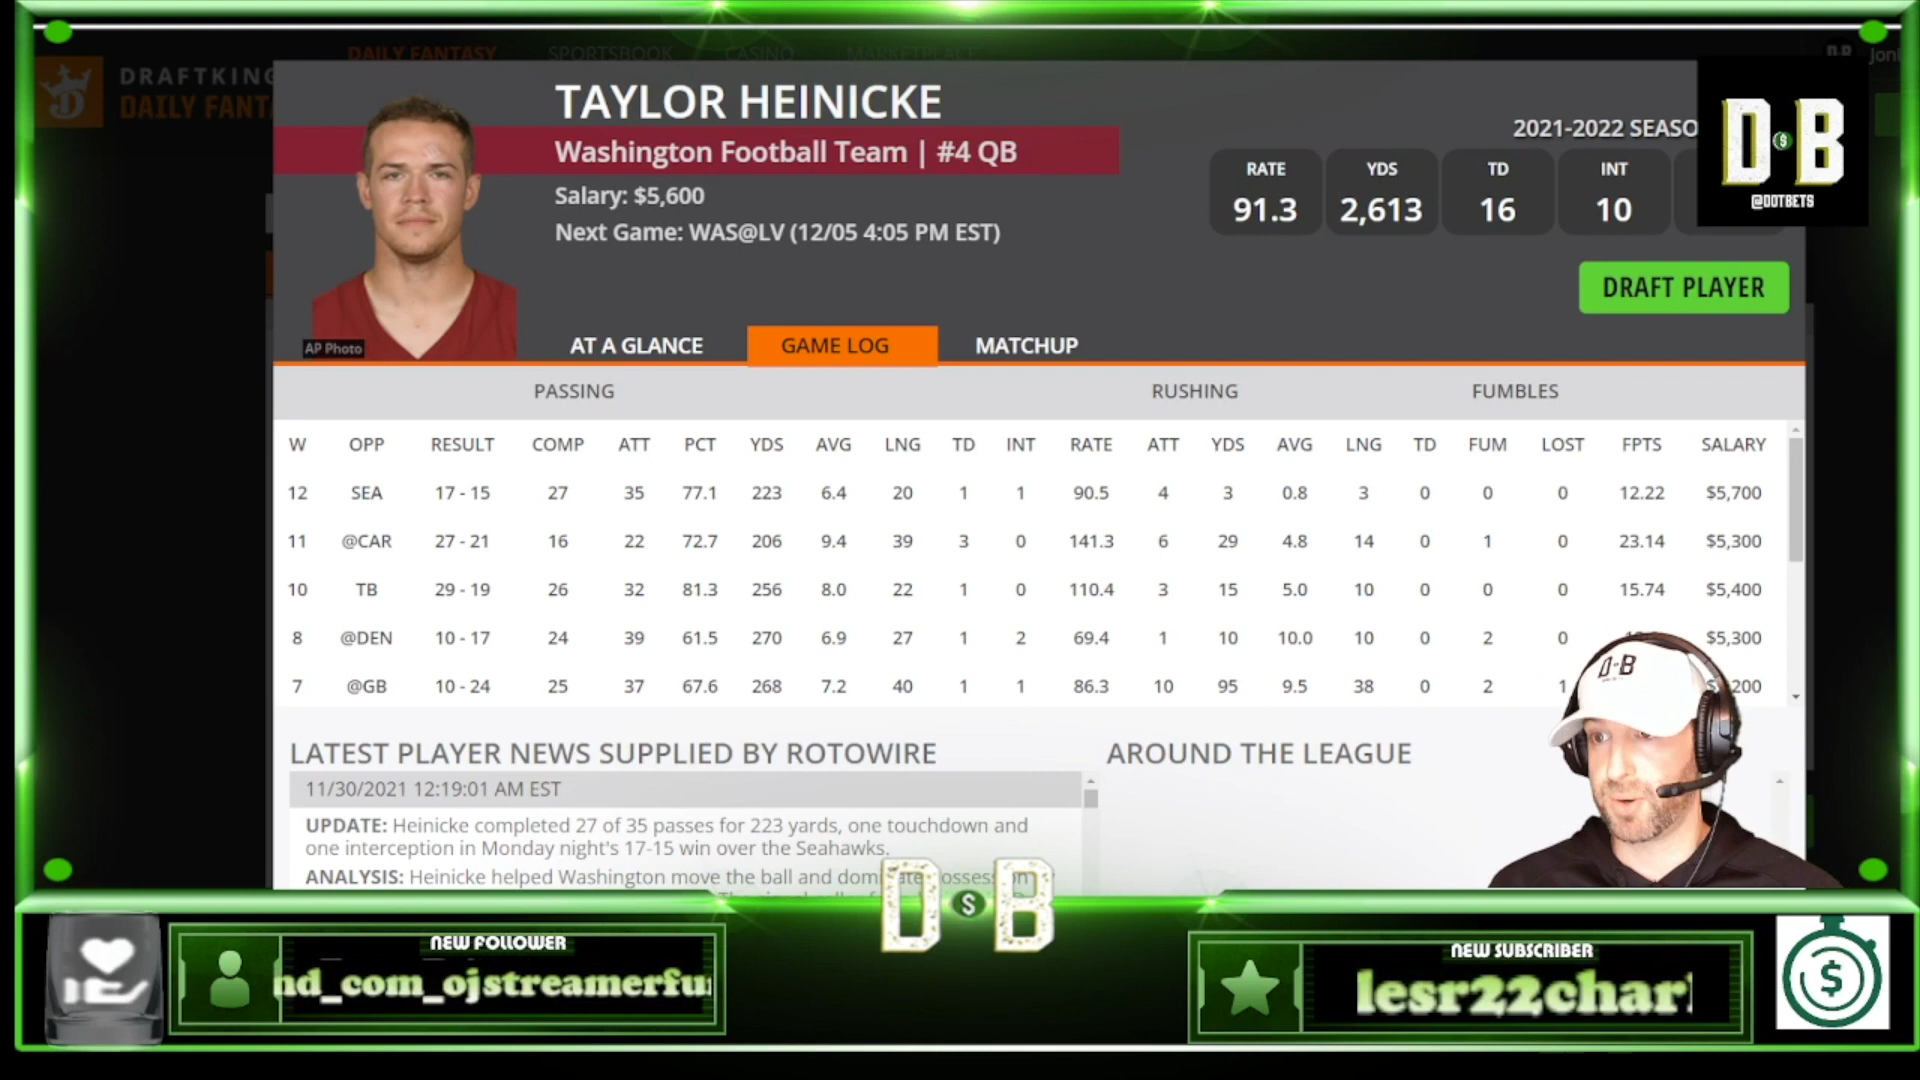 DAILY FANTASY SPORTSBOOK CASINO MARKETPLACE
DRAFTKING
DAILY FANTA
TAYLOR HEINICKE
Washington Football Team | #4 QB
Salary: $5,600
Next Game: WAS@LV (12/05 4:05 PM EST)
AP Photo
2021-2022 SEASO
RATE YDS TD INT
91.3 2,613 16 10
D$B
@DOTBETS
DRAFT PLAYER
AT A GLANCE GAME LOG MATCHUP
PASSING RUSHING FUMBLES
W OPP RESULT COMP ATT PCT YDS AVG LNG TD INT RATE ATT YDS AVG LNG TD FUM LOST FPTS SALARY
12 SEA 17 - 15 27 35 77.1 223 6.4 20 1 1 90.5 4 3 0.8 3 0 0 0 12.22 $5,700
11 @CAR 27 - 21 16 22 72.7 206 9.4 39 3 0 141.3 6 29 4.8 14 0 1 0 23.14 $5,300
10 TB 29 - 19 26 32 81.3 256 8.0 22 1 0 110.4 3 15 5.0 10 0 0 0 15.74 $5,400
8 @DEN 10 - 17 24 39 61.5 270 6.9 27 1 2 69.4 1 10 10.0 10 0 2 0 $5,300
7 @GB 10 - 24 25 37 67.6 268 7.2 40 1 1 86.3 10 95 9.5 38 0 2 1 200
D·B
LATEST PLAYER NEWS SUPPLIED BY ROTOWIRE
AROUND THE LEAGUE
11/30/2021 12:19:01 AM EST
UPDATE: Heinicke completed 27 of 35 passes for 223 yards, one touchdown and
one interception in Monday night's 17-15 win over the Seahawks.
ANALYSIS: Heinicke helped Washington move the ball and
D$B
NEW FOLLOWER
nd_com_ojstreamerfu
NEW SUBSCRIBER
lesr22char
$